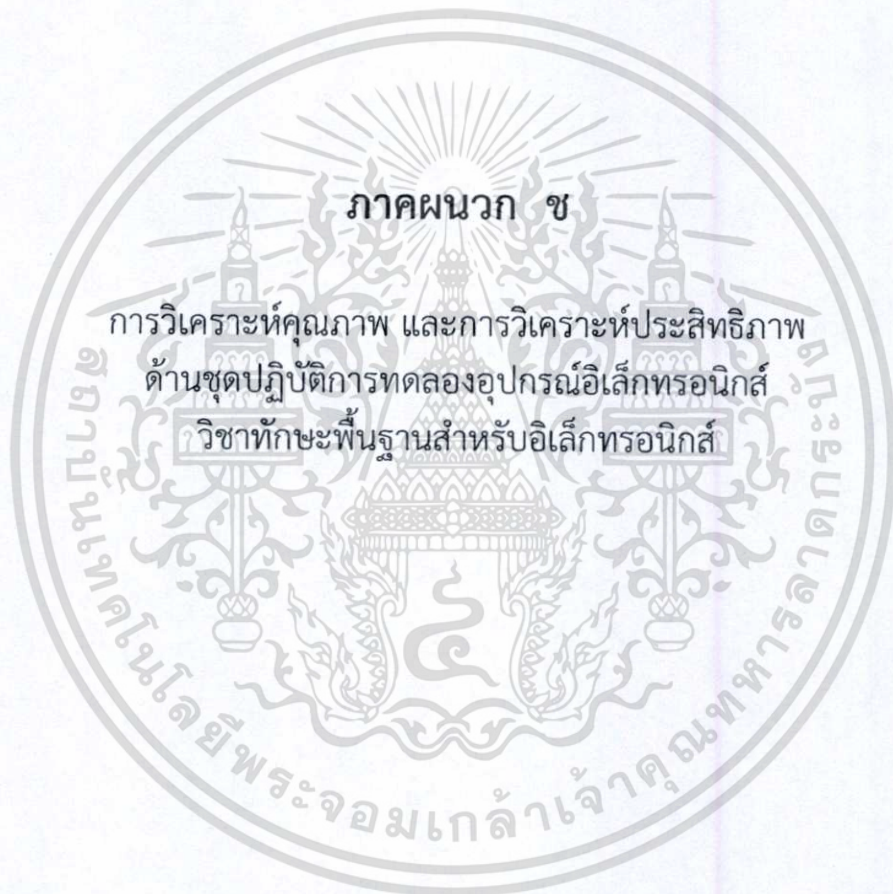 ภาคผนวก ช
การวิเคราะห์คุณภาพ และการวิเคราะห์ประสิทธิภาพ
ด้านชุดปฏิบัติการทดลองอุปกรณ์อิเล็กทรอนิกส์
วิชาทักษะพื้นฐานสำหรับอิเล็กทรอนิกส์
สถาบันเทคโนโลยีพระจอมเกล้าเจ้าคุณทหารลาดกระบัง
๔